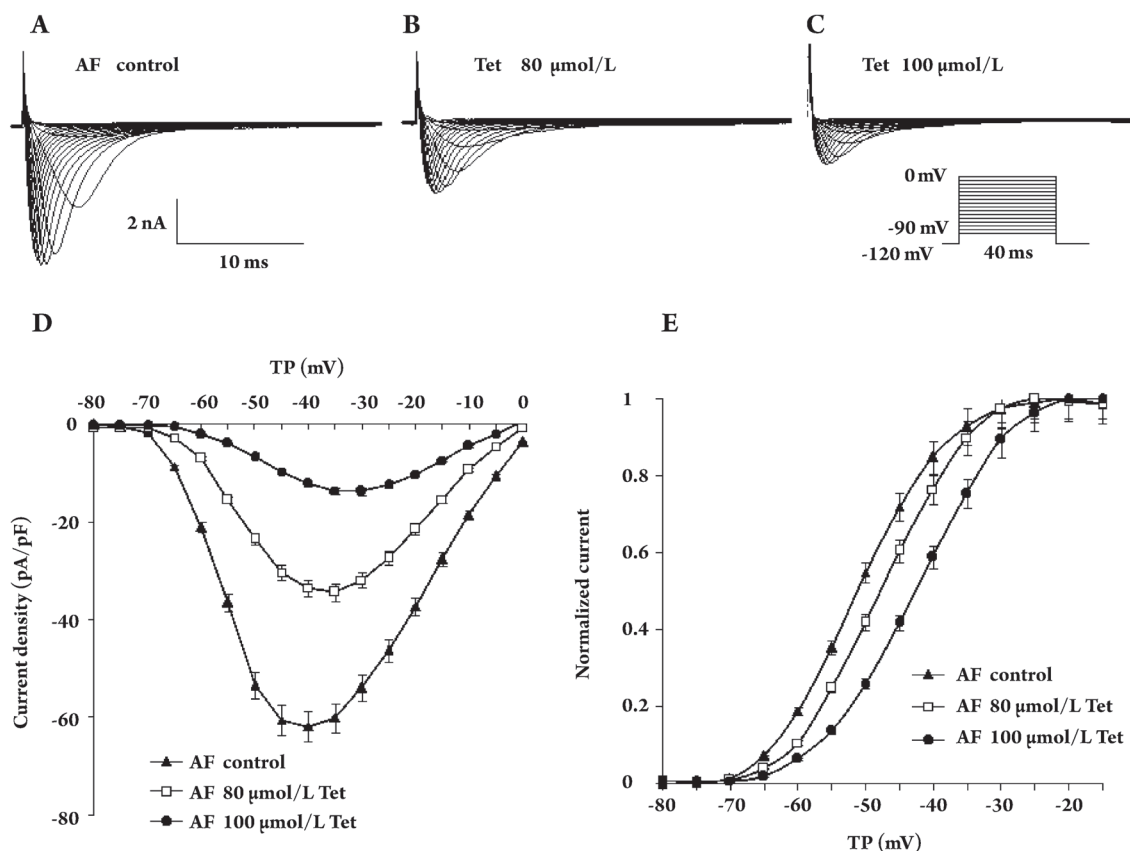 A
AF control
2 nA
10 ms
B
Tet 80 µmol/L
C
Tet 100 µmol/L
0 mV
-90 mV
-120 mV
40 ms
D
TP (mV)
-80 -70 -60 -50 -40 -30 -20 -10 0
0
-20
-40
-60
-80
Current density (pA/pF)
AF control
AF 80 µmol/L Tet
AF 100 µmol/L Tet
E
1
0.8
0.6
0.4
0.2
0
Normalized current
AF control
AF 80 µmol/L Tet
AF 100 µmol/L Tet
-80 -70 -60 -50 -40 -30 -20
TP (mV)